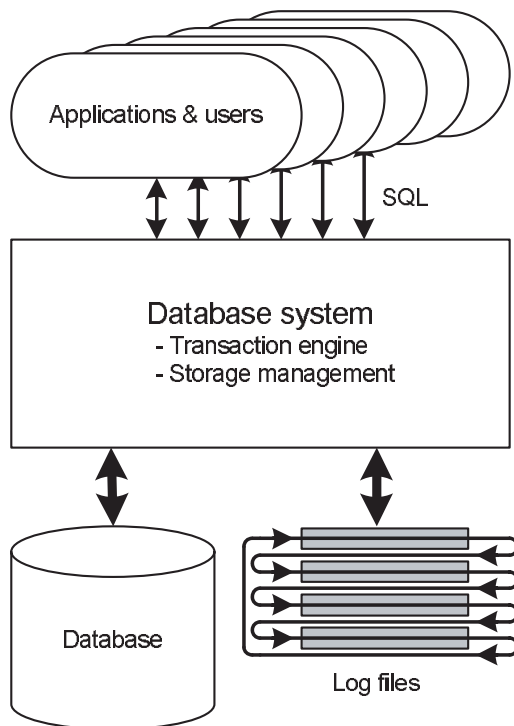 Applications & users
SQL
Database system
- Transaction engine
- Storage management
Database
Log files